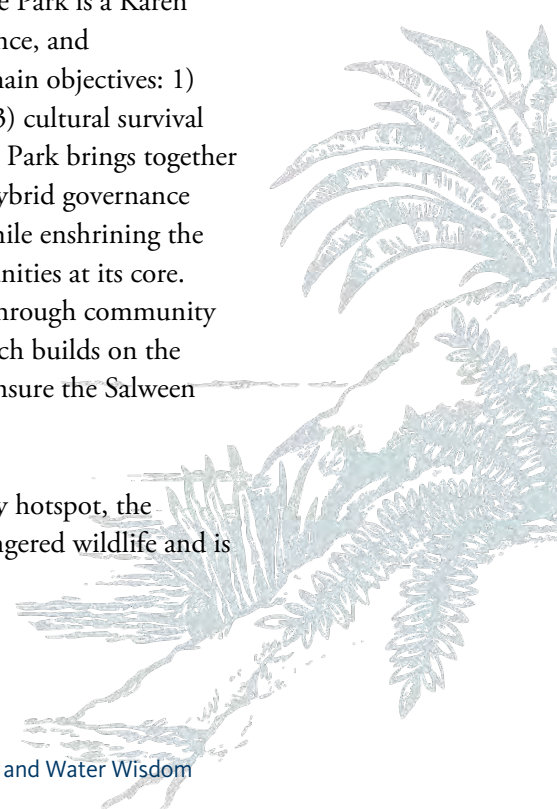 e Park is a Karen
nce, and
nain objectives: 1)
3) cultural survival
Park brings together
ybrid governance
hile enshrining the
nities at its core.
hrough community
ch builds on the
nsure the Salween
y hotspot, the
ngered wildlife and is
and Water Wisdom